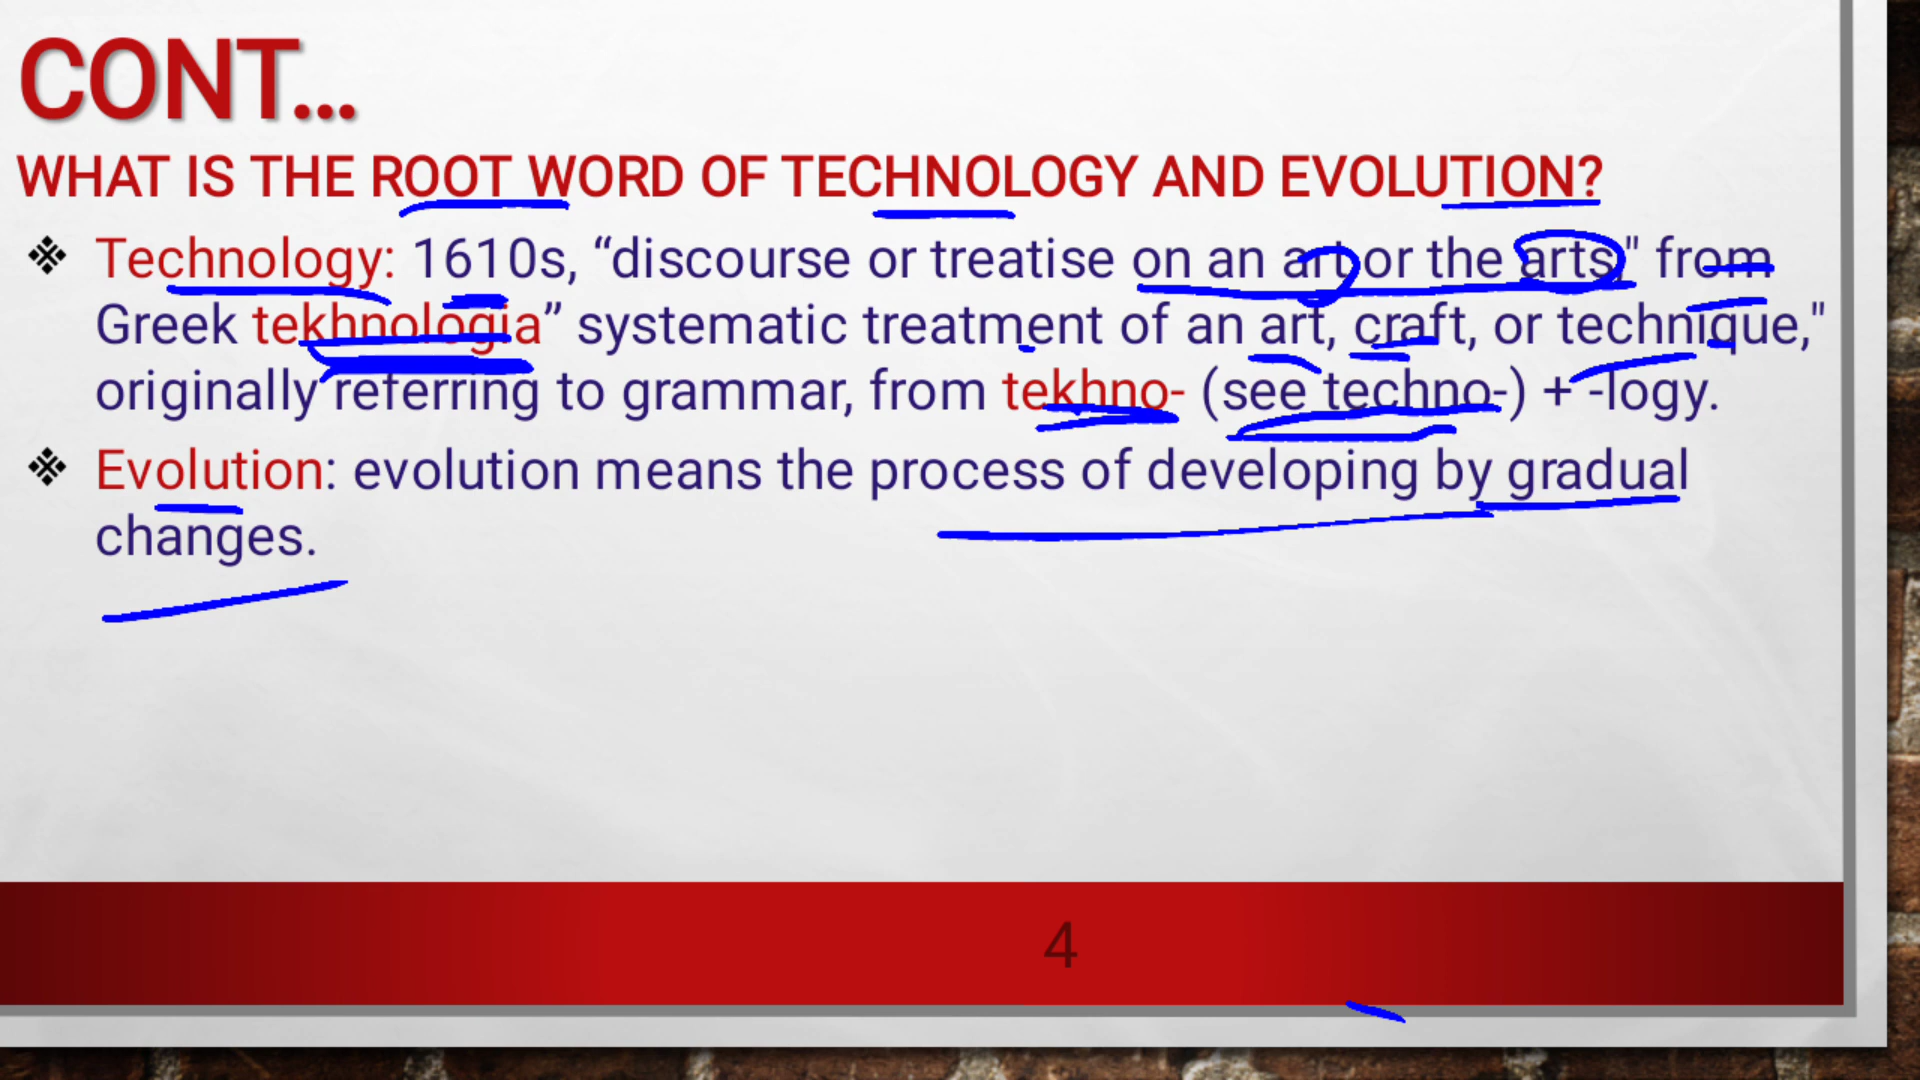 CONT...
WHAT IS THE ROOT WORD OF TECHNOLOGY AND EVOLUTION?
❖ Technology: 1610s, “discourse or treatise on an art or the arts," from
Greek tekhnologia” systematic treatment of an art, craft, or technique,"
originally referring to grammar, from tekhno- (see techno-) + -logy.
❖ Evolution: evolution means the process of developing by gradual
changes.
4